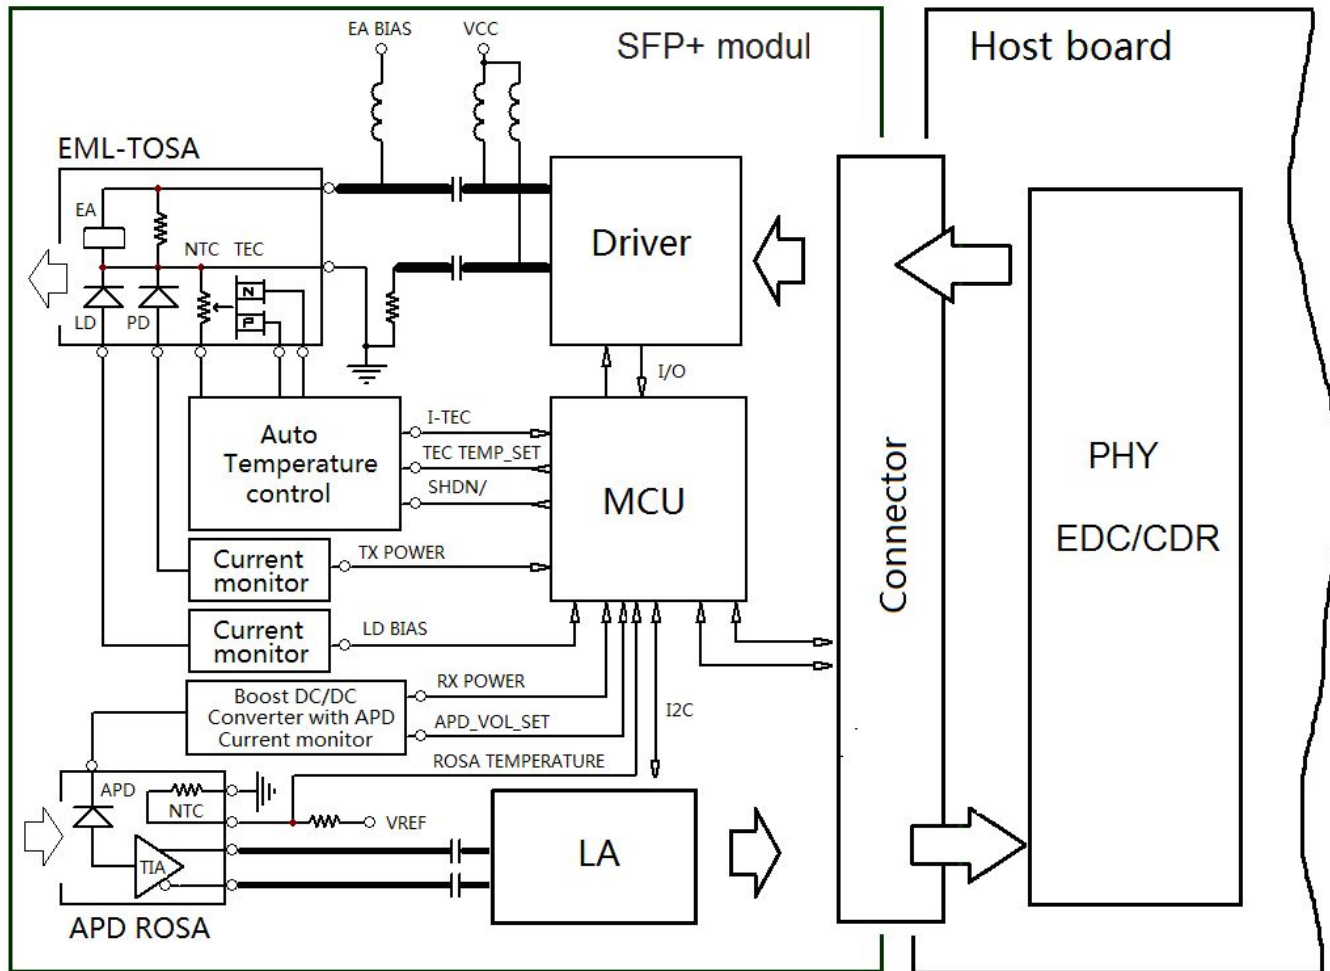 EA BIAS
VCC
SFP+ modul
Host board
EML-TOSA
EA
NTC TEC
N
P
LD
PD
Driver
I/O
Auto
Temperature
control
I-TEC
TEC TEMP_SET
SHDN/
MCU
Connector
PHY
EDC/CDR
Current
monitor
TX POWER
Current
monitor
LD BIAS
Boost DC/DC
Converter with APD
Current monitor
RX POWER
APD_VOL_SET
I2C
ROSA TEMPERATURE
APD
NTC
VREF
TIA
LA
APD ROSA